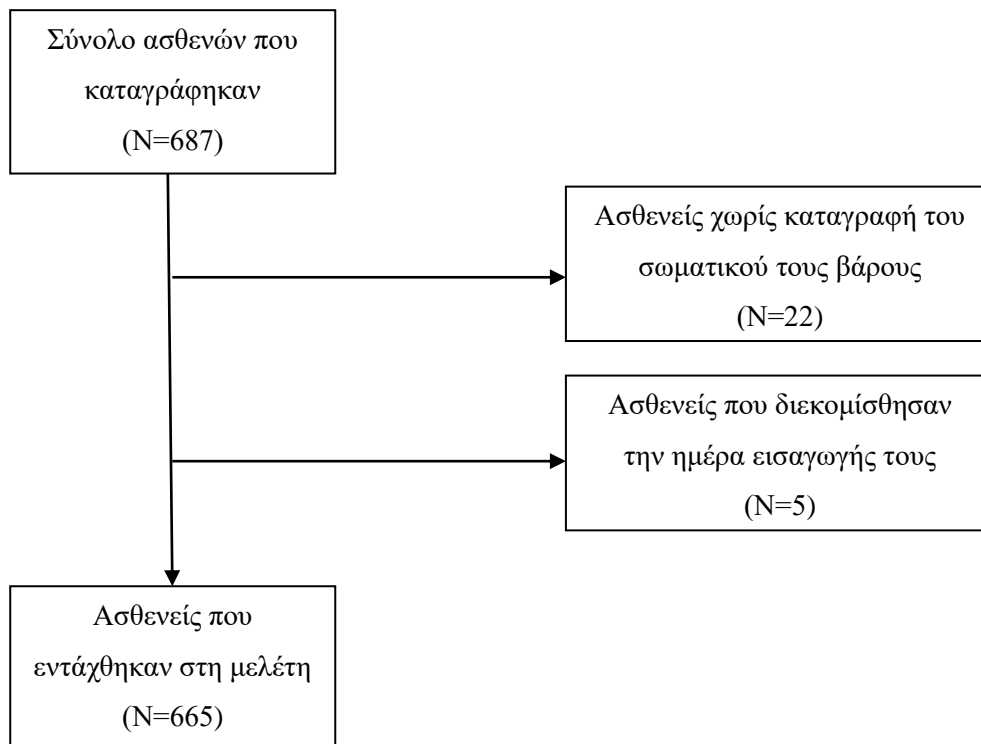 Σύνολο ασθενών που
καταγράφηκαν
(Ν=687)
Ασθενείς χωρίς καταγραφή του
σωματικού τους βάρους
(Ν=22)
Ασθενείς που διεκομίσθησαν
την ημέρα εισαγωγής τους
(Ν=5)
Ασθενείς που
εντάχθηκαν στη μελέτη
(Ν=665)